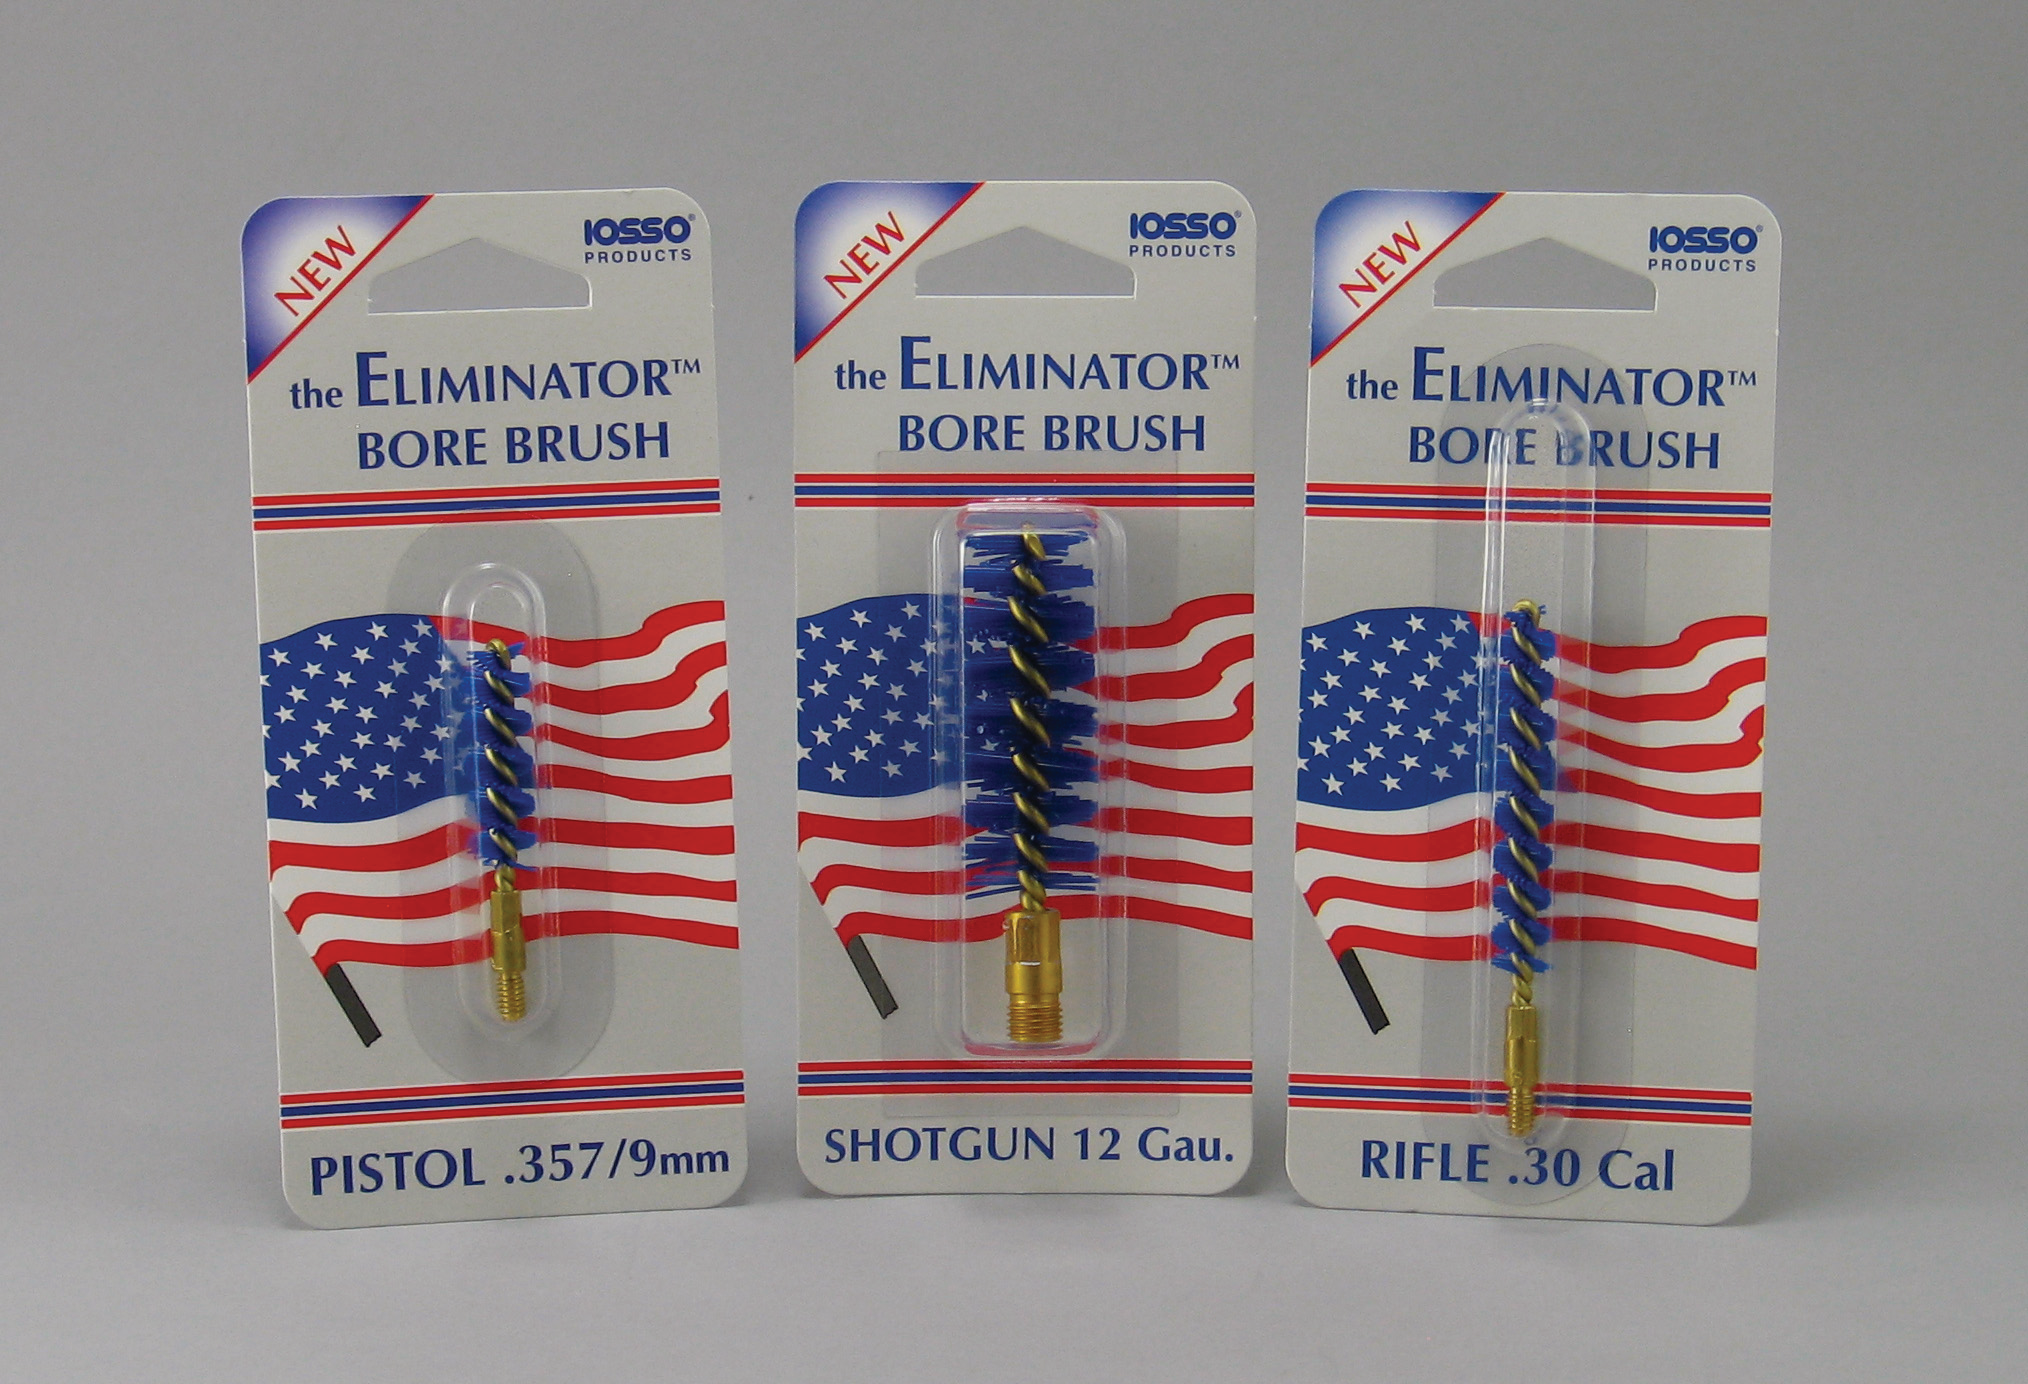 NEW
IOSSO®
PRODUCTS
the ELIMINATOR™
BORE BRUSH
PISTOL .357/9mm
NEW
IOSSO®
PRODUCTS
the ELIMINATOR™
BORE BRUSH
SHOTGUN 12 Gau.
NEW
IOSSO®
PRODUCTS
the ELIMINATOR™
BORE BRUSH
RIFLE .30 Cal